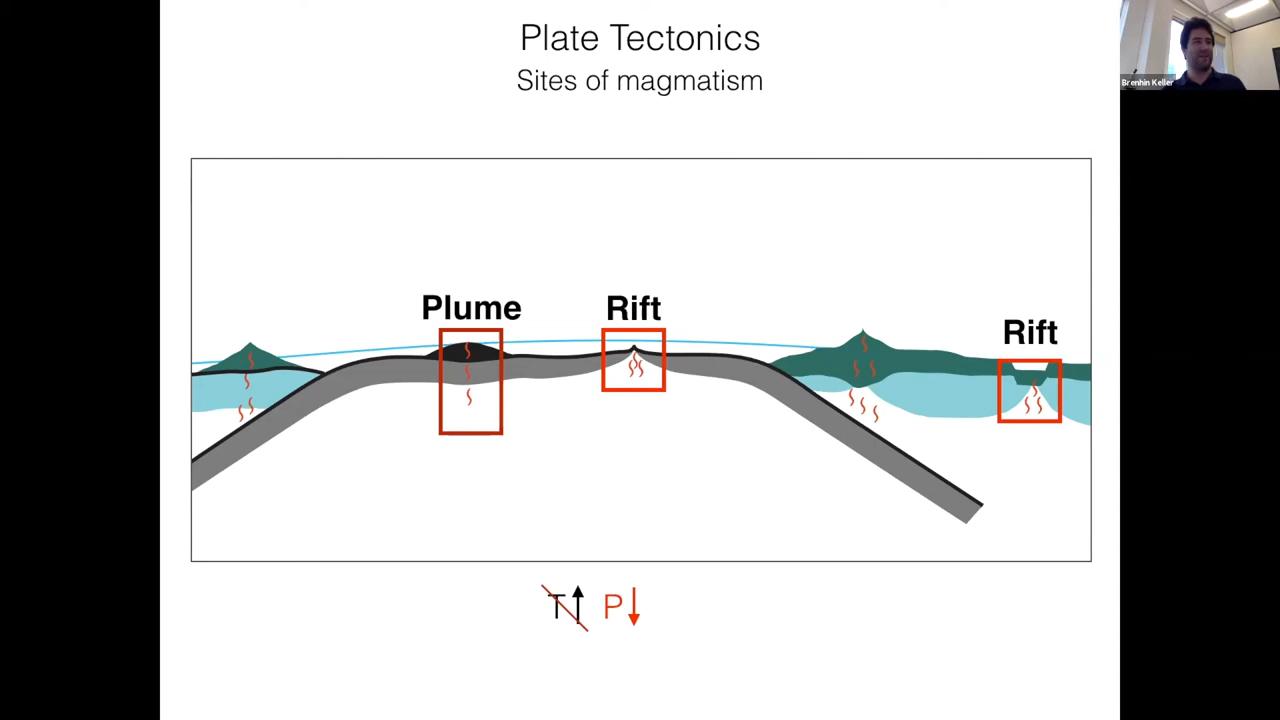 Plate Tectonics
Sites of magmatism
Brenhin Keller
Plume
Rift
Rift
T↑ P↓